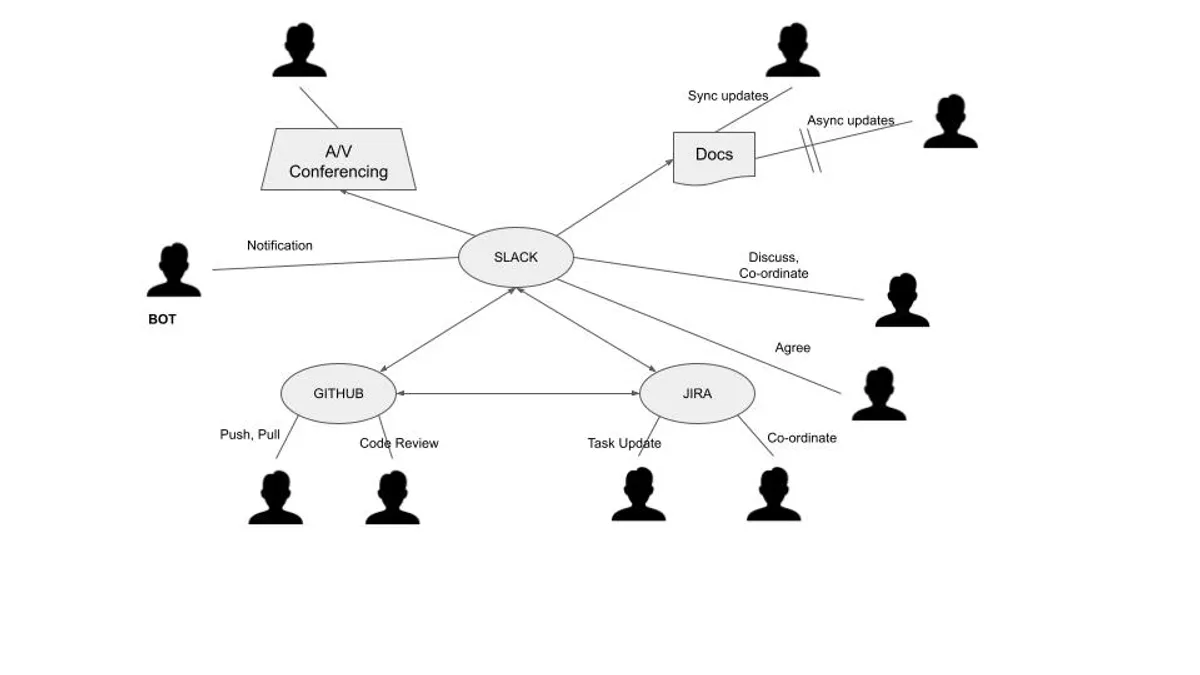 Sync updates
Async updates
A/V
Conferencing
Docs
Notification
SLACK
Discuss,
Co-ordinate
BOT
Agree
GITHUB
JIRA
Push, Pull
Code Review
Task Update
Co-ordinate